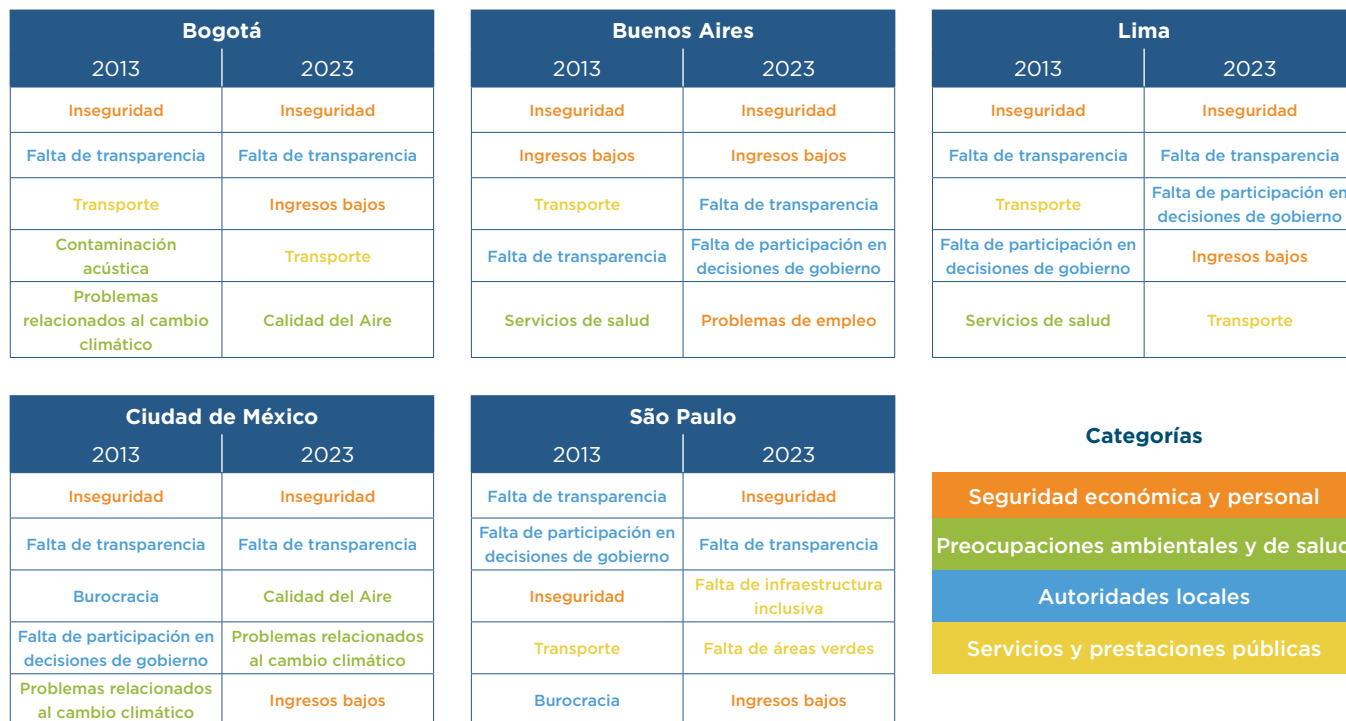 Bogotá
2013 2023
Inseguridad Inseguridad
Falta de transparencia Falta de transparencia
Transporte Ingresos bajos
Contaminación
acústica
Transporte
Problemas
relacionados al cambio
climático
Calidad del Aire
Buenos Aires
2013 2023
Inseguridad Inseguridad
Ingresos bajos Ingresos bajos
Transporte Falta de transparencia
Falta de transparencia
Falta de participación en
decisiones de gobierno
Servicios de salud Problemas de empleo
Lima
2013 2023
Inseguridad Inseguridad
Falta de transparencia Falta de transparencia
Transporte
Falta de participación en
decisiones de gobierno
Falta de participación en
decisiones de gobierno
Ingresos bajos
Servicios de salud Transporte
Ciudad de México
2013 2023
Inseguridad Inseguridad
Falta de transparencia Falta de transparencia
Burocracia Calidad del Aire
Falta de participación en
decisiones de gobierno
Problemas relacionados
al cambio climático
Problemas relacionados
al cambio climático
Ingresos bajos
São Paulo
2013 2023
Falta de transparencia Inseguridad
Falta de participación en
decisiones de gobierno
Falta de transparencia
Inseguridad
Falta de infraestructura
inclusiva
Transporte Falta de áreas verdes
Burocracia Ingresos bajos
Categorías
Seguridad económica y personal
Preocupaciones ambientales y de salud
Autoridades locales
Servicios y prestaciones públicas